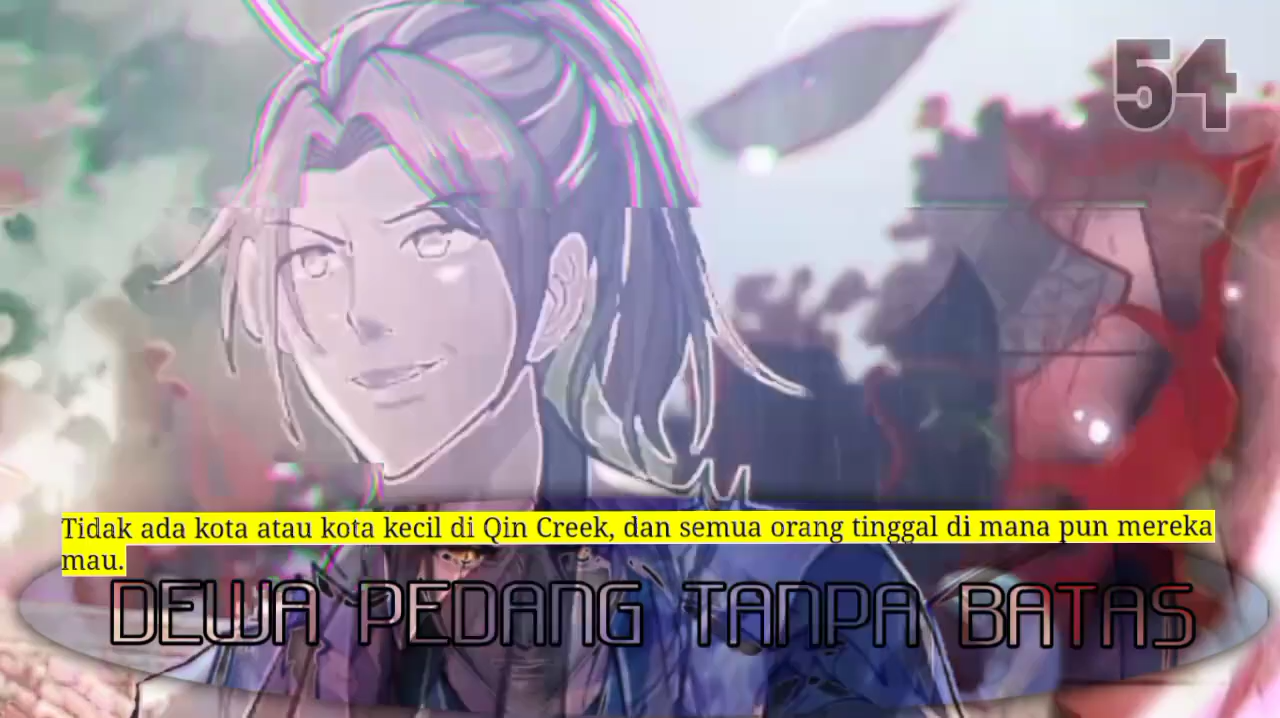 54
Tidak ada kota atau kota kecil di Qin Creek, dan semua orang tinggal di mana pun mereka
mau.
DEWA PEDANG TANPA BATAS